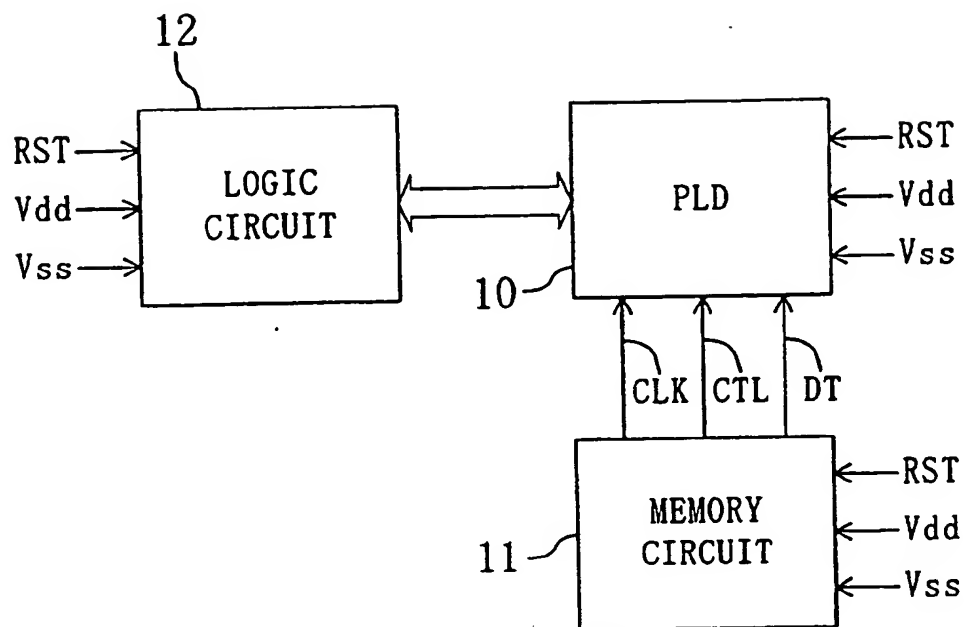 12
RST
Vdd
Vss
LOGIC
CIRCUIT
PLD
RST
Vdd
Vss
10
CLK
CTL
DT
11
MEMORY
CIRCUIT
RST
Vdd
Vss